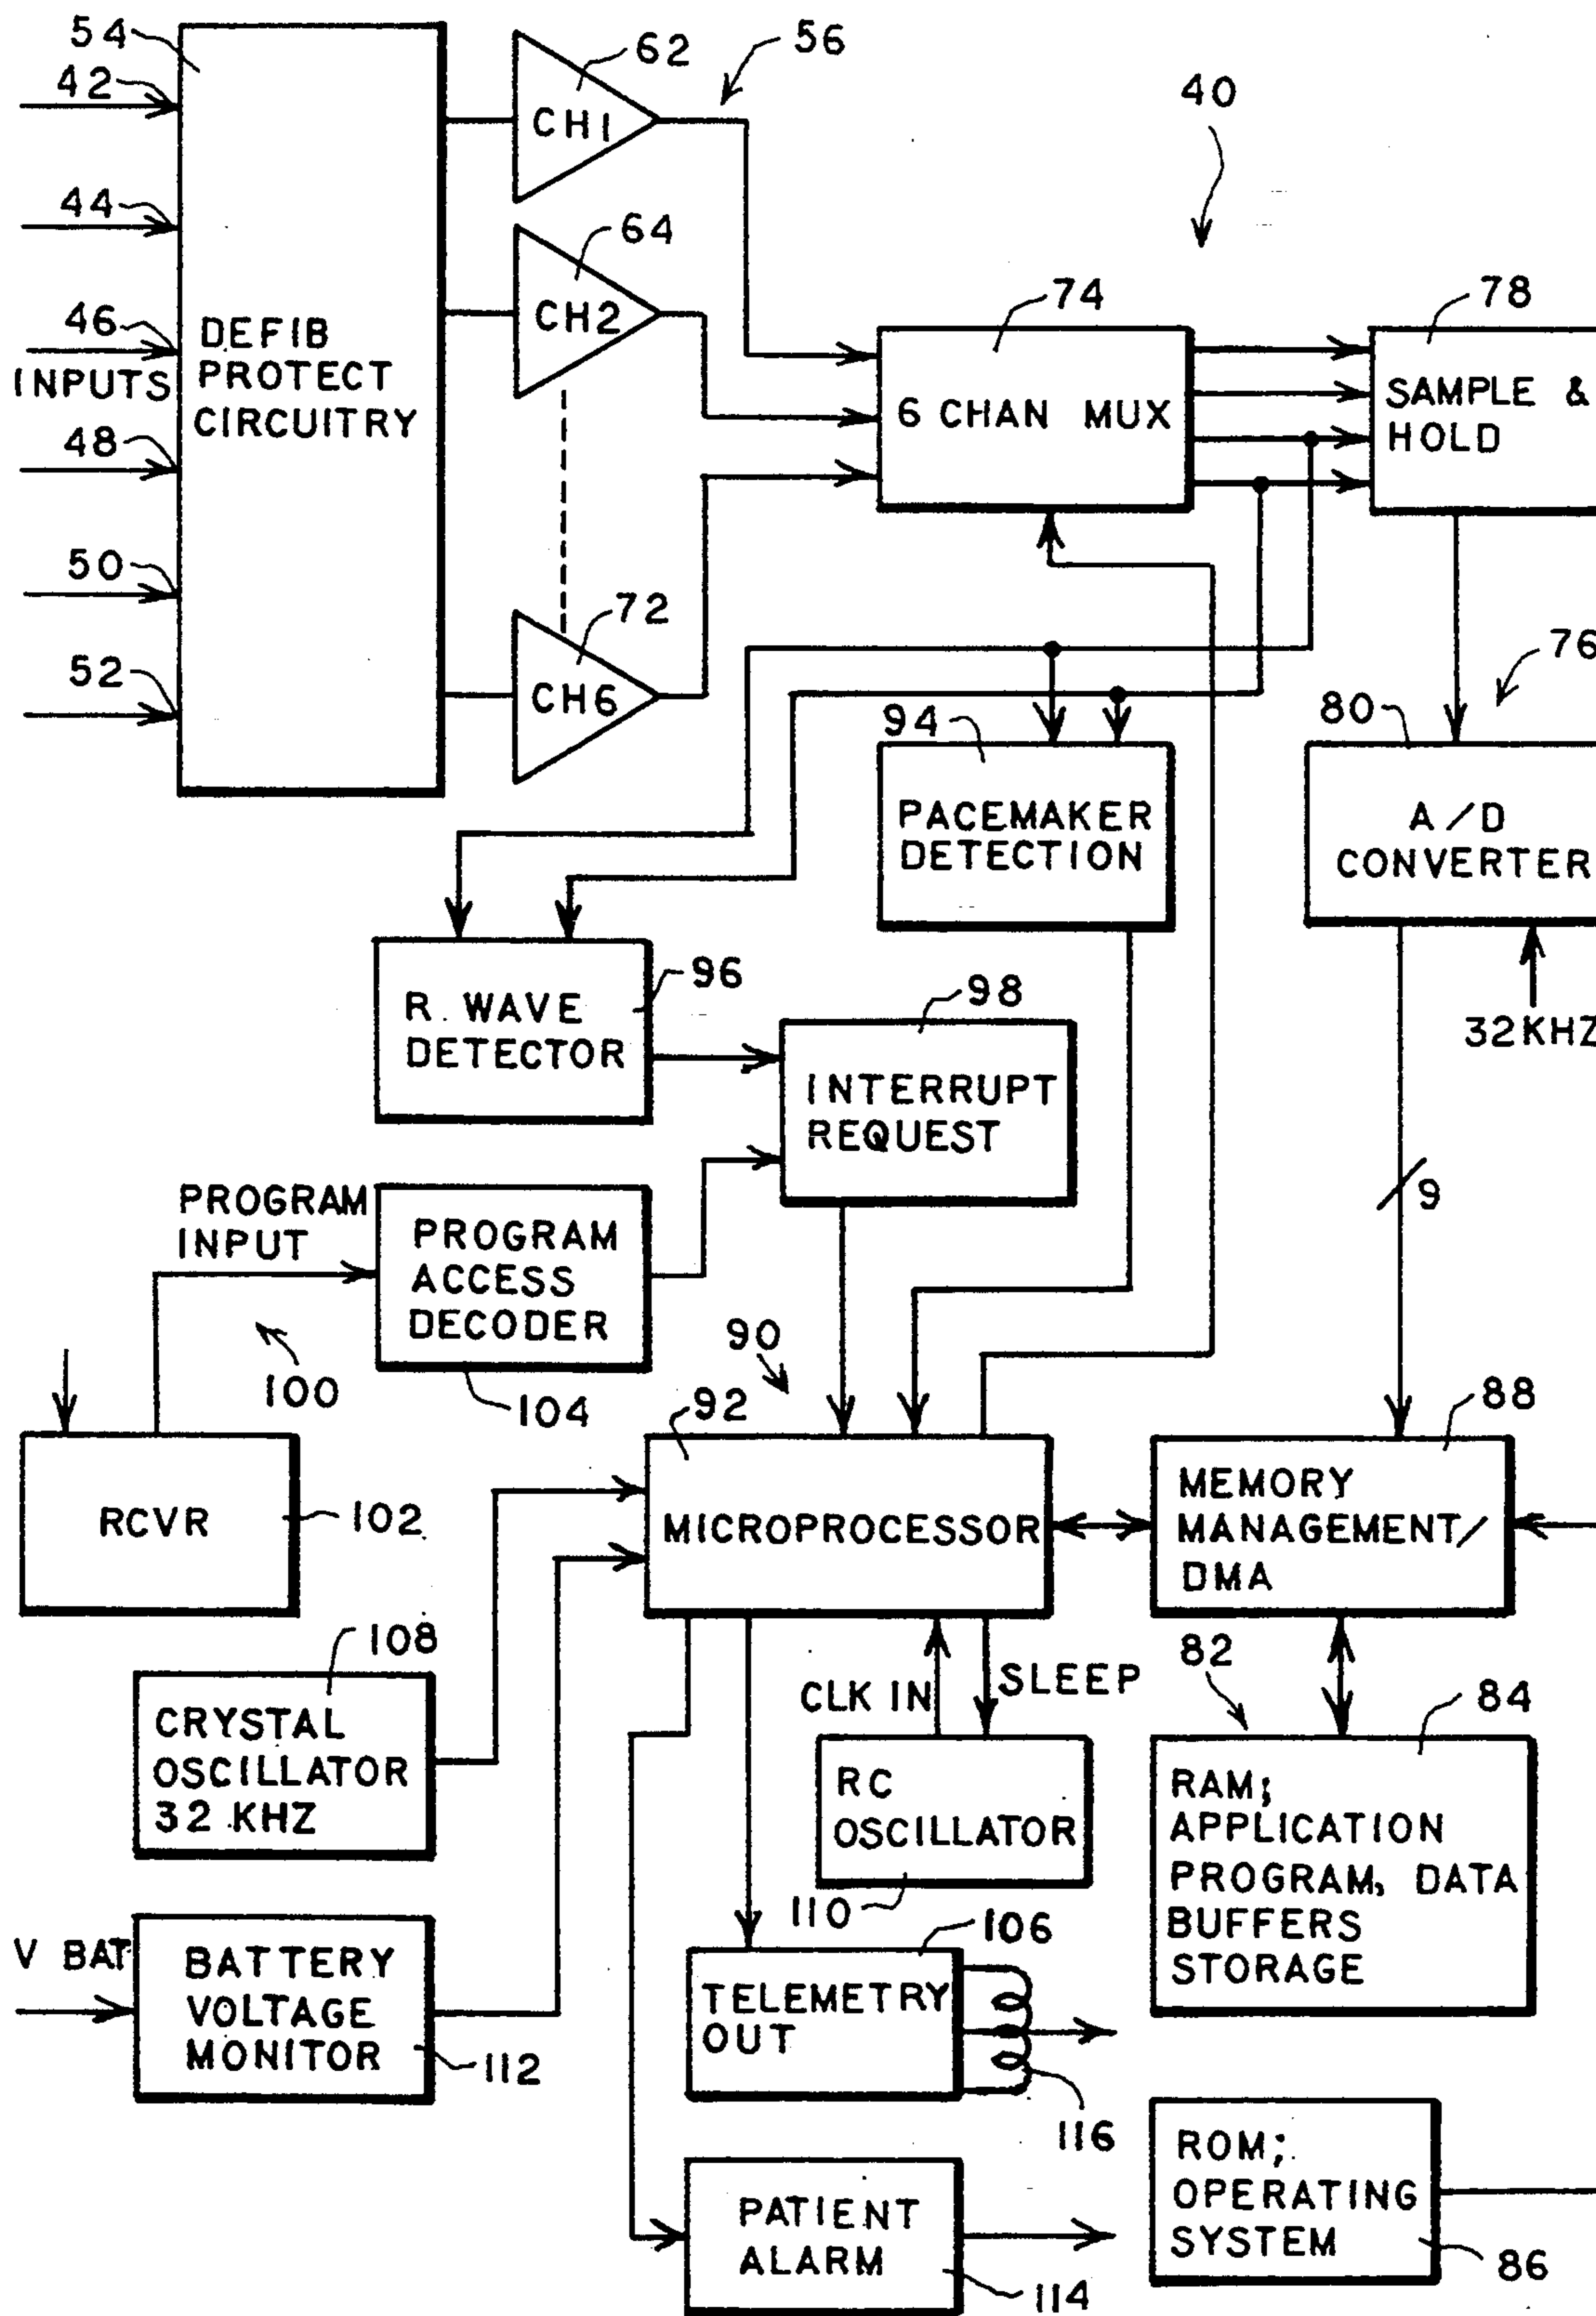 54
42
44
46
INPUTS
48
50
52
DEFIB
PROTECT
CIRCUITRY
62
CH1
56
64
CH2
72
CH6
40
74
6 CHAN MUX
78
SAMPLE &
HOLD
76
80
A/D
CONVERTER
32KHZ
94
PACEMAKER
DETECTION
96
R. WAVE
DETECTOR
98
INTERRUPT
REQUEST
9
PROGRAM
INPUT
PROGRAM
ACCESS
DECODER
100
104
90
92
88
RCVR
102
MICROPROCESSOR
MEMORY
MANAGEMENT/
DMA
108
CRYSTAL
OSCILLATOR
32 KHZ
CLK IN
SLEEP
82
84
RC
OSCILLATOR
110
RAM;
APPLICATION
PROGRAM, DATA
BUFFERS
STORAGE
V BAT
BATTERY
VOLTAGE
MONITOR
112
106
TELEMETRY
OUT
116
ROM;
OPERATING
SYSTEM
86
PATIENT
ALARM
114